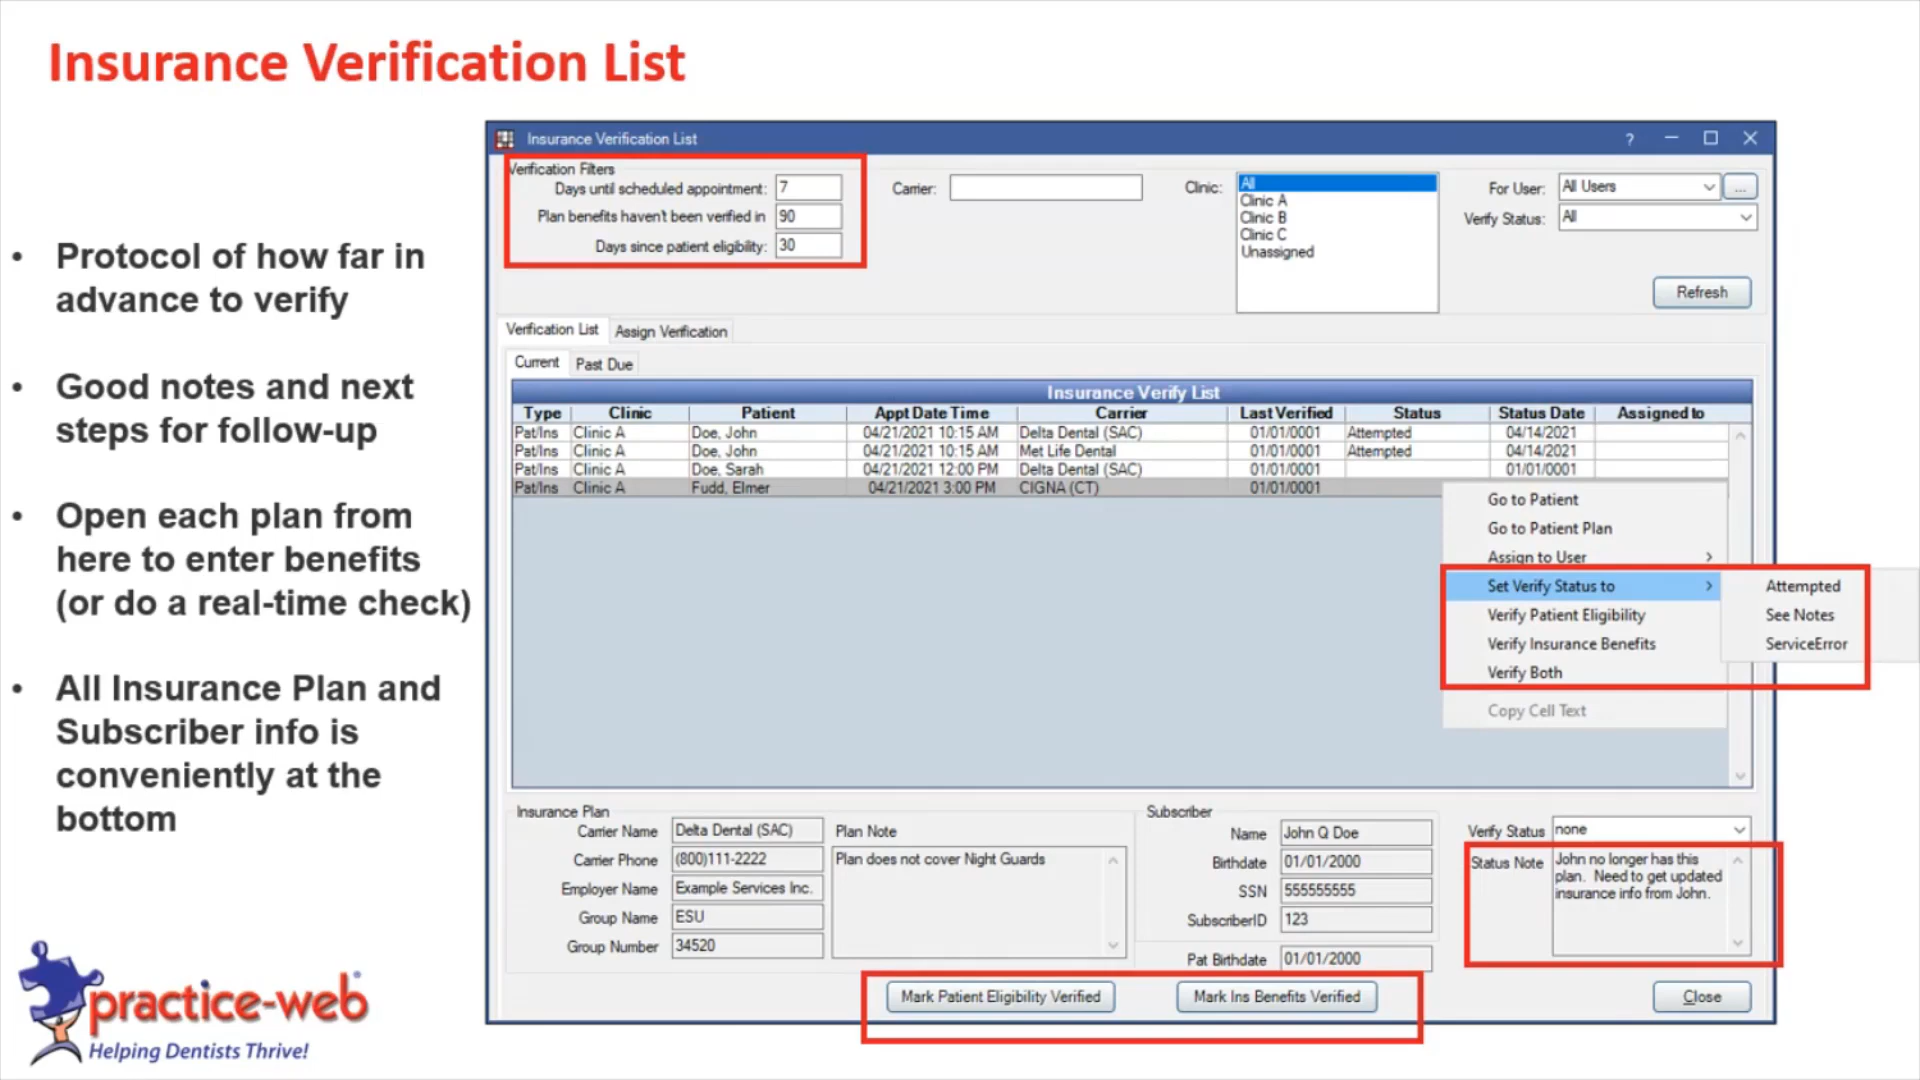 Insurance Verification List
• Protocol of how far in
advance to verify
• Good notes and next
steps for follow-up
• Open each plan from
here to enter benefits
(or do a real-time check)
• All Insurance Plan and
Subscriber info is
conveniently at the
bottom
practice-web®
Helping Dentists Thrive!
Insurance Verification List
?
Verification Filters
Days until scheduled appointment: 7
Plan benefits haven't been verified in 90
Days since patient eligibility: 30
Carrier:
Clinic:
All
Clinic A
Clinic B
Clinic C
Unassigned
For User: All Users ...
Verify Status: All
Refresh
Verification List Assign Verification
Current Past Due
Insurance Verify List
Type Clinic Patient Appt Date Time Carrier Last Verified Status Status Date Assigned to
Pat/Ins Clinic A Doe, John 04/21/2021 10:15 AM Delta Dental (SAC) 01/01/0001 Attempted 04/14/2021
Pat/Ins Clinic A Doe, John 04/21/2021 10:15 AM Met Life Dental 01/01/0001 Attempted 04/14/2021
Pat/Ins Clinic A Doe, Sarah 04/21/2021 12:00 PM Delta Dental (SAC) 01/01/0001 01/01/0001
Pat/Ins Clinic A Fudd, Elmer 04/21/2021 3:00 PM CIGNA (CT) 01/01/0001
Go to Patient
Go to Patient Plan
Assign to User
Set Verify Status to
Verify Patient Eligibility
Verify Insurance Benefits
Verify Both
Copy Cell Text
Attempted
See Notes
ServiceError
Insurance Plan
Carrier Name Delta Dental (SAC)
Carrier Phone (800)111-2222
Employer Name Example Services Inc.
Group Name ESU
Group Number 34520
Plan Note
Plan does not cover Night Guards
Subscriber
Name John Q Doe
Birthdate 01/01/2000
SSN 555555555
SubscriberID 123
Pat Birthdate 01/01/2000
Verify Status none
Status Note John no longer has this
plan. Need to get updated
insurance info from John.
Mark Patient Eligibility Verified
Mark Ins Benefits Verified
Close